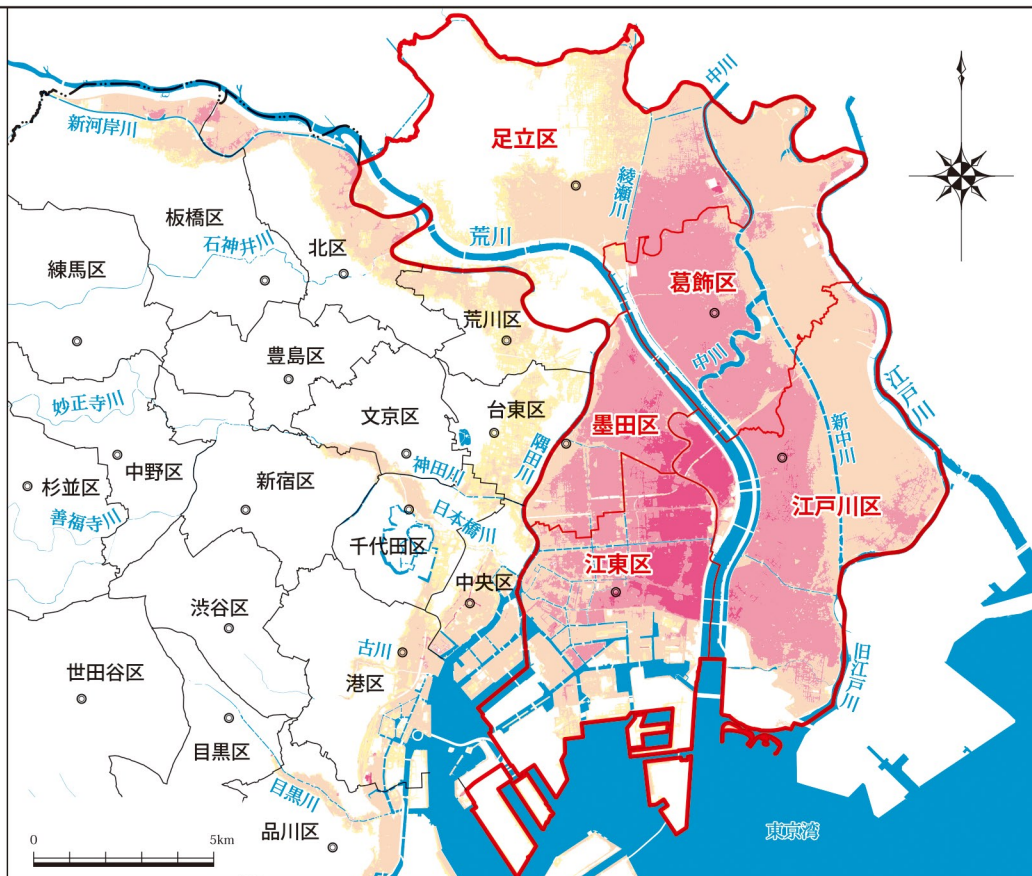 中川
足立区
新河岸川
綾瀬川
板橋区
荒川
石神井川
北区
練馬区
葛飾区
荒川区
中川
豊島区
江戸川
妙正寺川
文京区
台東区
墨田区
隅田川
新中川
中野区
神田川
杉並区
新宿区
江戸川区
善福寺川
日本橋川
千代田区
江東区
中央区
渋谷区
古川
旧江戸川
世田谷区
港区
目黒区
目黒川
東京湾
品川区
0 5km